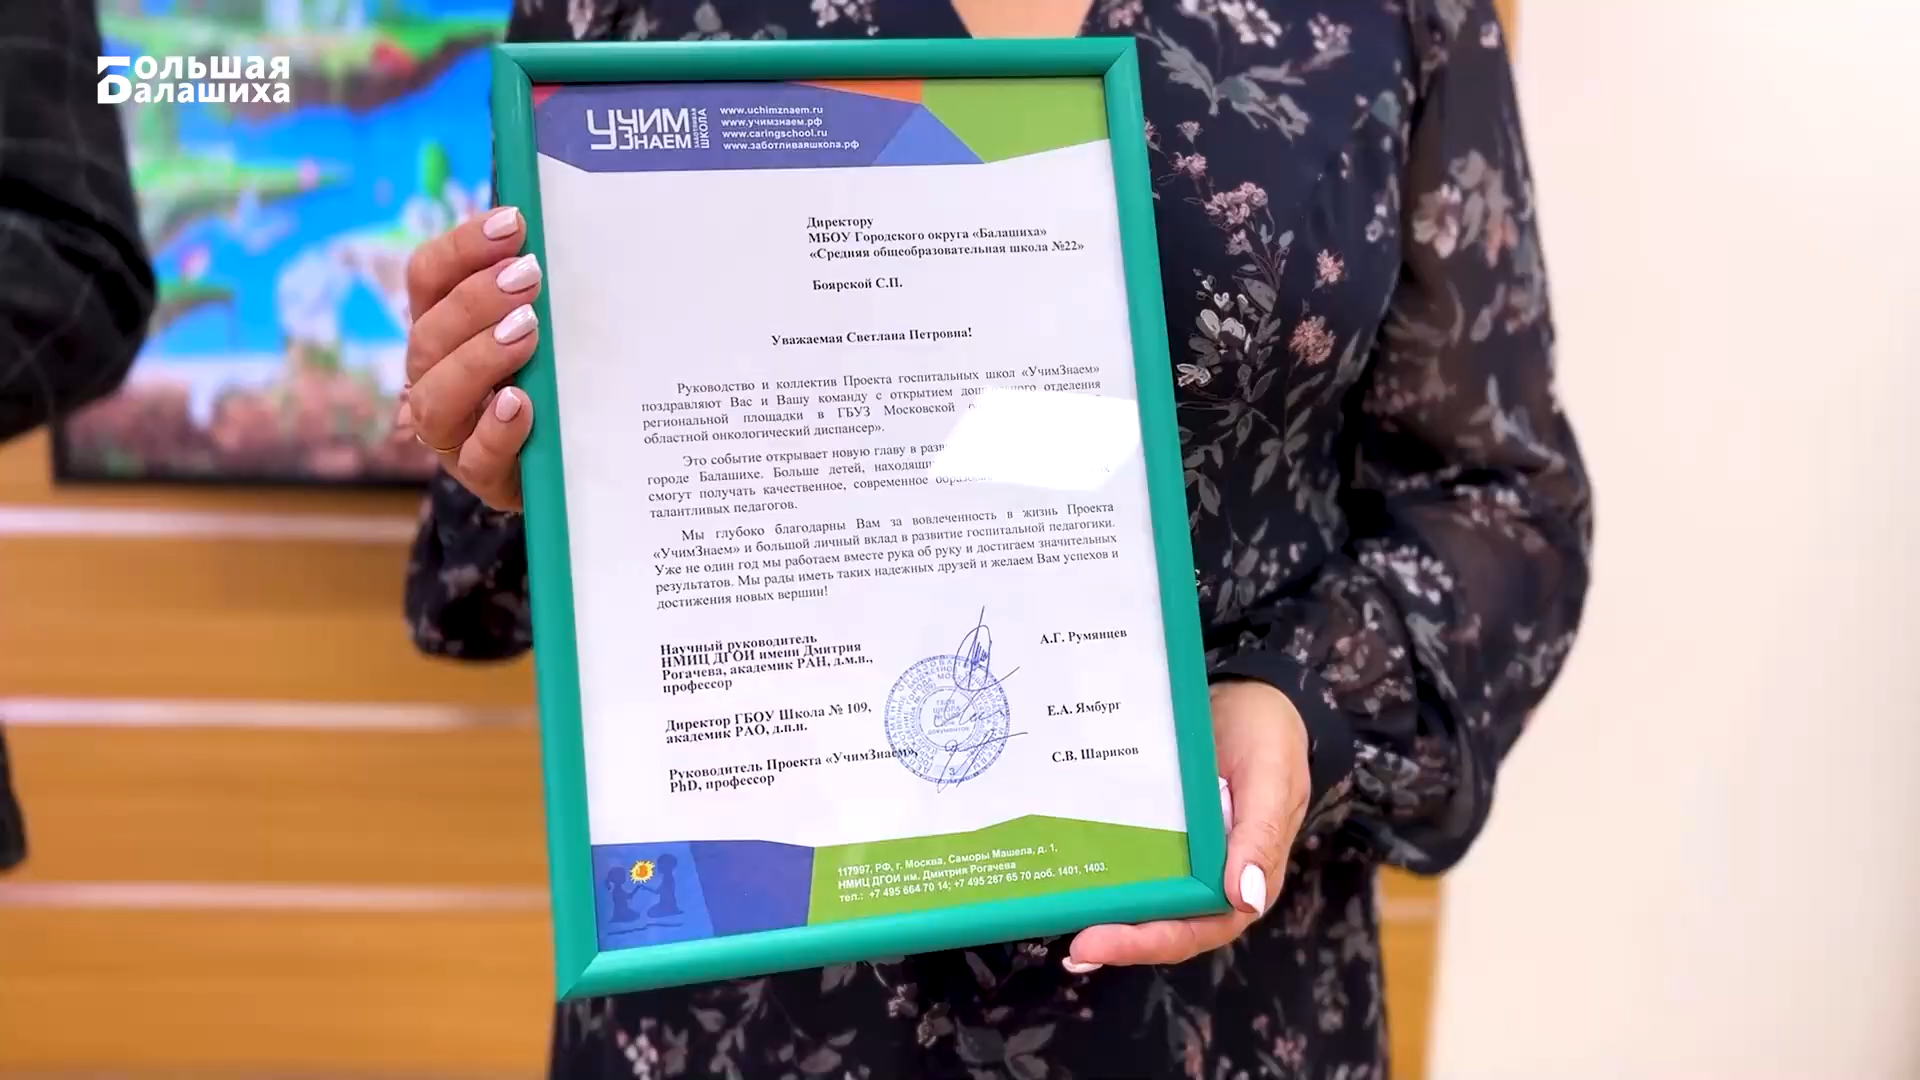 Большая
Балашиха
УЧИМ
ЗНАЕМ
ЗАБОТЛИВАЯ
ШКОЛА
www.uchimznaem.ru
www.учимзнаем.рф
www.caringschool.ru
www.заботливаяшкола.рф
Директору
МБОУ Городского округа «Балашиха»
«Средняя общеобразовательная школа №22»
Боярской С.П.
Уважаемая Светлана Петровна!
Руководство и коллектив Проекта госпитальных школ «УчимЗнаем»
поздравляют Вас и Вашу команду с открытием отделения
региональной площадки в ГБУЗ Московской
областной онкологический диспансер».
Это событие открывает новую главу в
городе Балашихе. Больше детей,
смогут получать качественное, современное
талантливых педагогов.
Мы глубоко благодарны Вам за вовлеченность в жизнь Проекта
«УчимЗнаем» и большой личный вклад в развитие госпитальной педагогики.
Уже не один год мы работаем вместе рука об руку и достигаем значительных
результатов. Мы рады иметь таких надежных друзей и желаем Вам успехов и
достижения новых вершин!
Научный руководитель
НМИЦ ДГОИ имени Дмитрия
Рогачева, академик РАН, д.м.н.,
профессор
А.Г. Румянцев
Директор ГБОУ Школа № 109,
академик РАО, д.п.н.
Е.А. Ямбург
Руководитель Проекта «УчимЗнаем»,
PhD, профессор
С.В. Шариков
117997, РФ, г. Москва, Саморы Машела, д. 1,
НМИЦ ДГОИ им. Дмитрия Рогачева
тел.: +7 495 664 70 14; +7 495 287 65 70 доб. 1401, 1403.